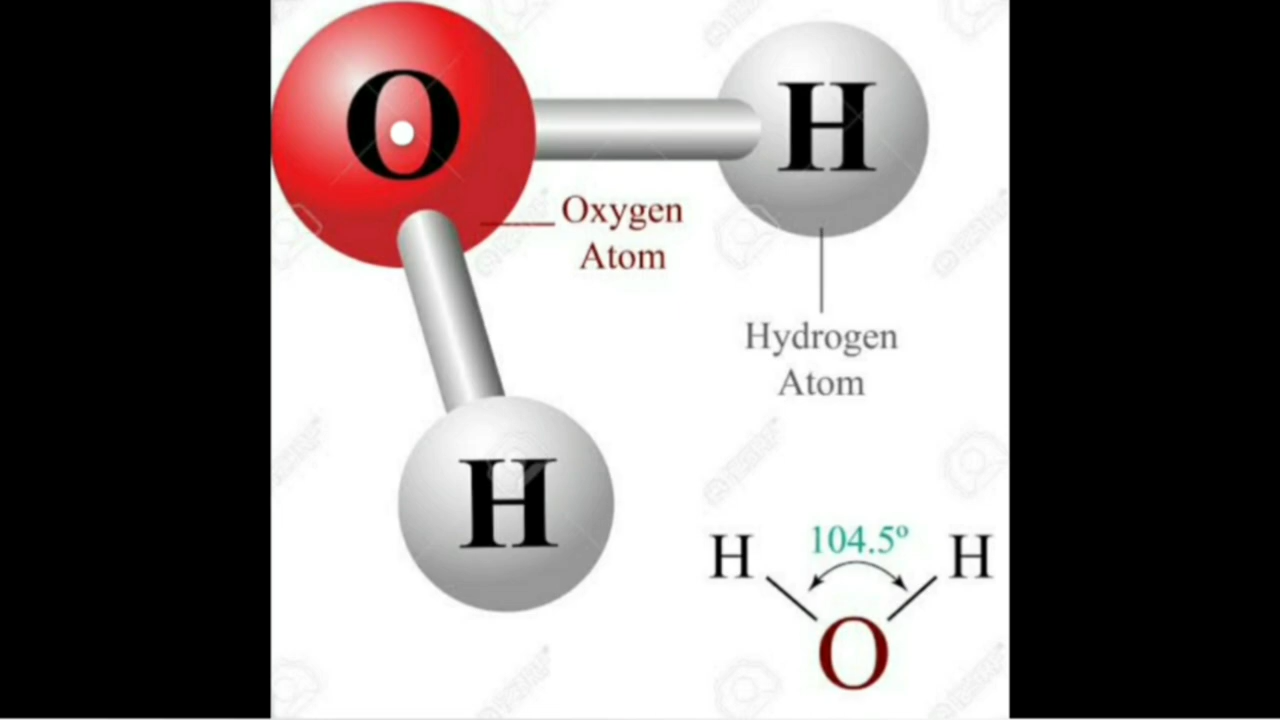 O H
Oxygen
Atom
Hydrogen
Atom
H
104.5º
H H
O